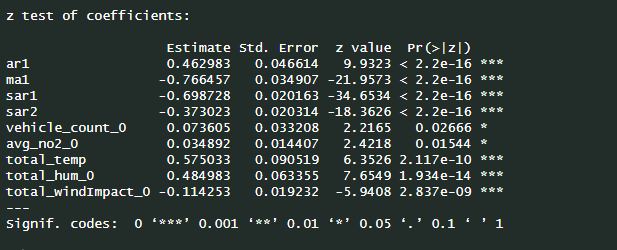 z test of coefficients:
Estimate Std. Error z value Pr(>|z|)
ar1 0.462983 0.046614 9.9323 < 2.2e-16 ***
ma1 -0.766457 0.034907 -21.9573 < 2.2e-16 ***
sar1 -0.698728 0.020163 -34.6534 < 2.2e-16 ***
sar2 -0.373023 0.020314 -18.3626 < 2.2e-16 ***
vehicle_count_0 0.073605 0.033208 2.2165 0.02666 *
avg_no2_0 0.034892 0.014407 2.4218 0.01544 *
total_temp 0.575033 0.090519 6.3526 2.117e-10 ***
total_hum_0 0.484983 0.063355 7.6549 1.934e-14 ***
total_windImpact_0 -0.114253 0.019232 -5.9408 2.837e-09 ***
---
Signif. codes: 0 ‘***’ 0.001 ‘**’ 0.01 ‘*’ 0.05 ‘.’ 0.1 ‘ ’ 1